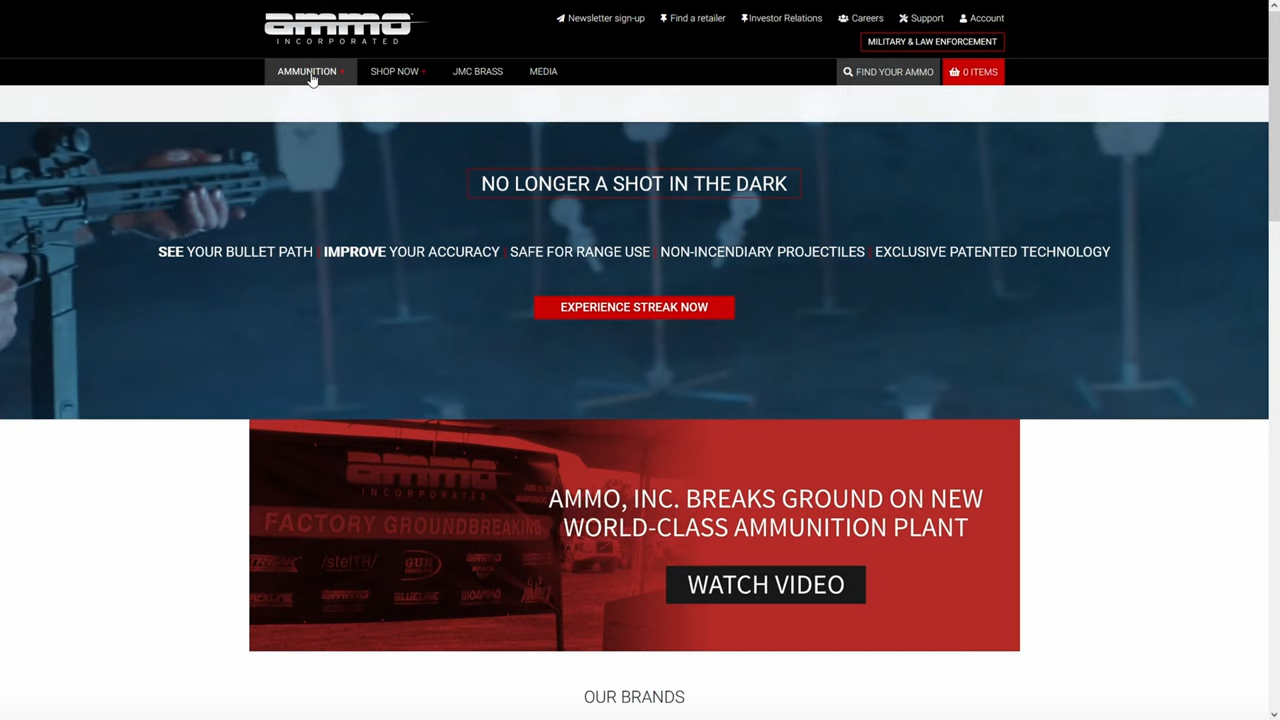 ammo
INCORPORATED
Newsletter sign-up Find a retailer Investor Relations Careers Support Account
MILITARY & LAW ENFORCEMENT
AMMUNITION + SHOP NOW + JMC BRASS MEDIA FIND YOUR AMMO 0 ITEMS
NO LONGER A SHOT IN THE DARK
SEE YOUR BULLET PATH | IMPROVE YOUR ACCURACY | SAFE FOR RANGE USE | NON-INCENDIARY PROJECTILES | EXCLUSIVE PATENTED TECHNOLOGY
EXPERIENCE STREAK NOW
ammo
INCORPORATED
FACTORY GROUNDBREAKING
/stelTH/
GUN
BLUELINE
AMMO, INC. BREAKS GROUND ON NEW
WORLD-CLASS AMMUNITION PLANT
WATCH VIDEO
OUR BRANDS